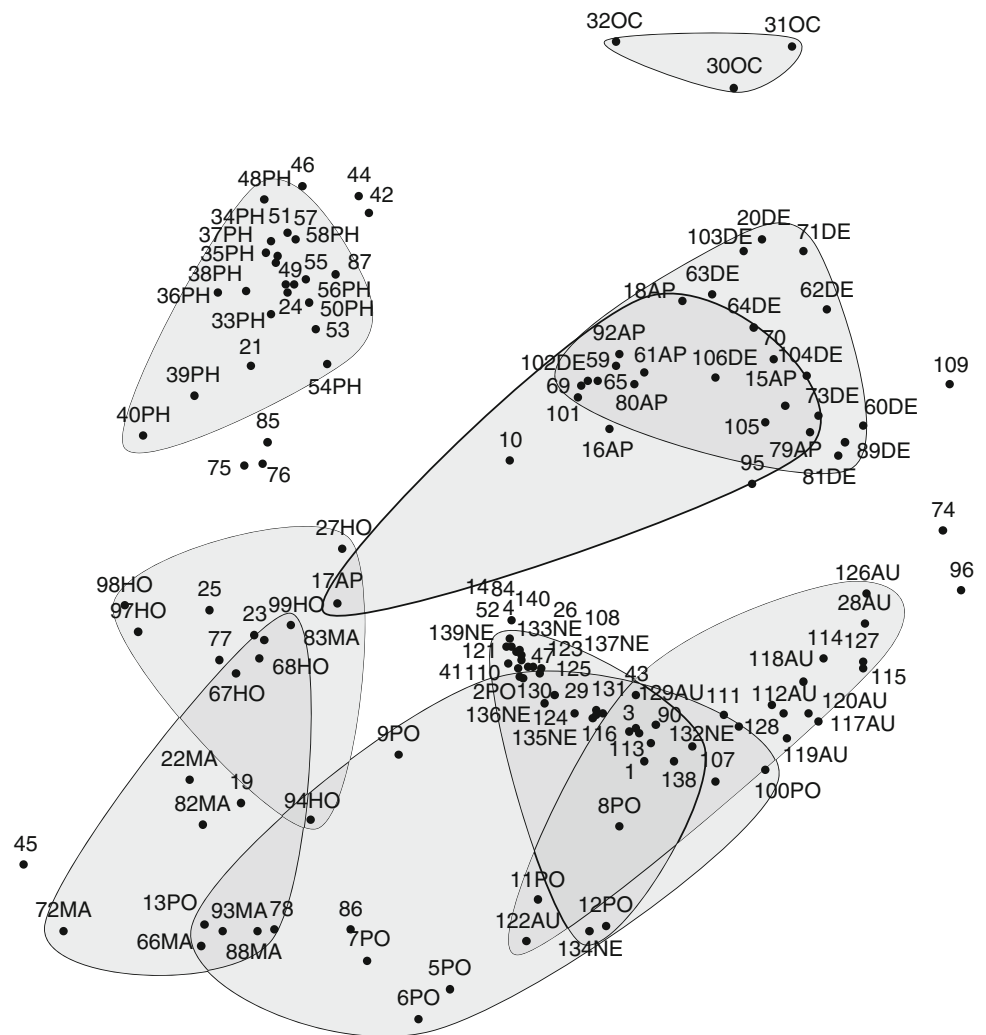 32OC 31OC
30OC
48PH 46 44
42
34PH 51 57
37PH 58PH
35PH 49 55 87
38PH 56PH
36PH 24 50PH
33PH 53
21
39PH 54PH
40PH
85
75 76
20DE
103DE 71DE
63DE
18AP 62DE
64DE
92AP 70
102DE 59 61AP 106DE 104DE
69 65 15AP
101 80AP 73DE
105 60DE
16AP 79AP 89DE
10 95 81DE
109
74
96
27HO
17AP
98HO 25 99HO
97HO 23 83MA
77 68HO
67HO
22MA 19
82MA 94HO
45
72MA 13PO 93MA 78
66MA 88MA
86
7PO
5PO
6PO
9PO
14 84 140
52 4 26 108
139NE 133NE
121 123 137NE
41 110 47 125
2PO 130 29 131 43
136NE 124 116 3 129AU
135NE 113 90 132NE
1 138 107
111 128
8PO 100PO
11PO
122AU 12PO
134NE
126AU
28AU
114 127
118AU 115
112AU 120AU
117AU
119AU